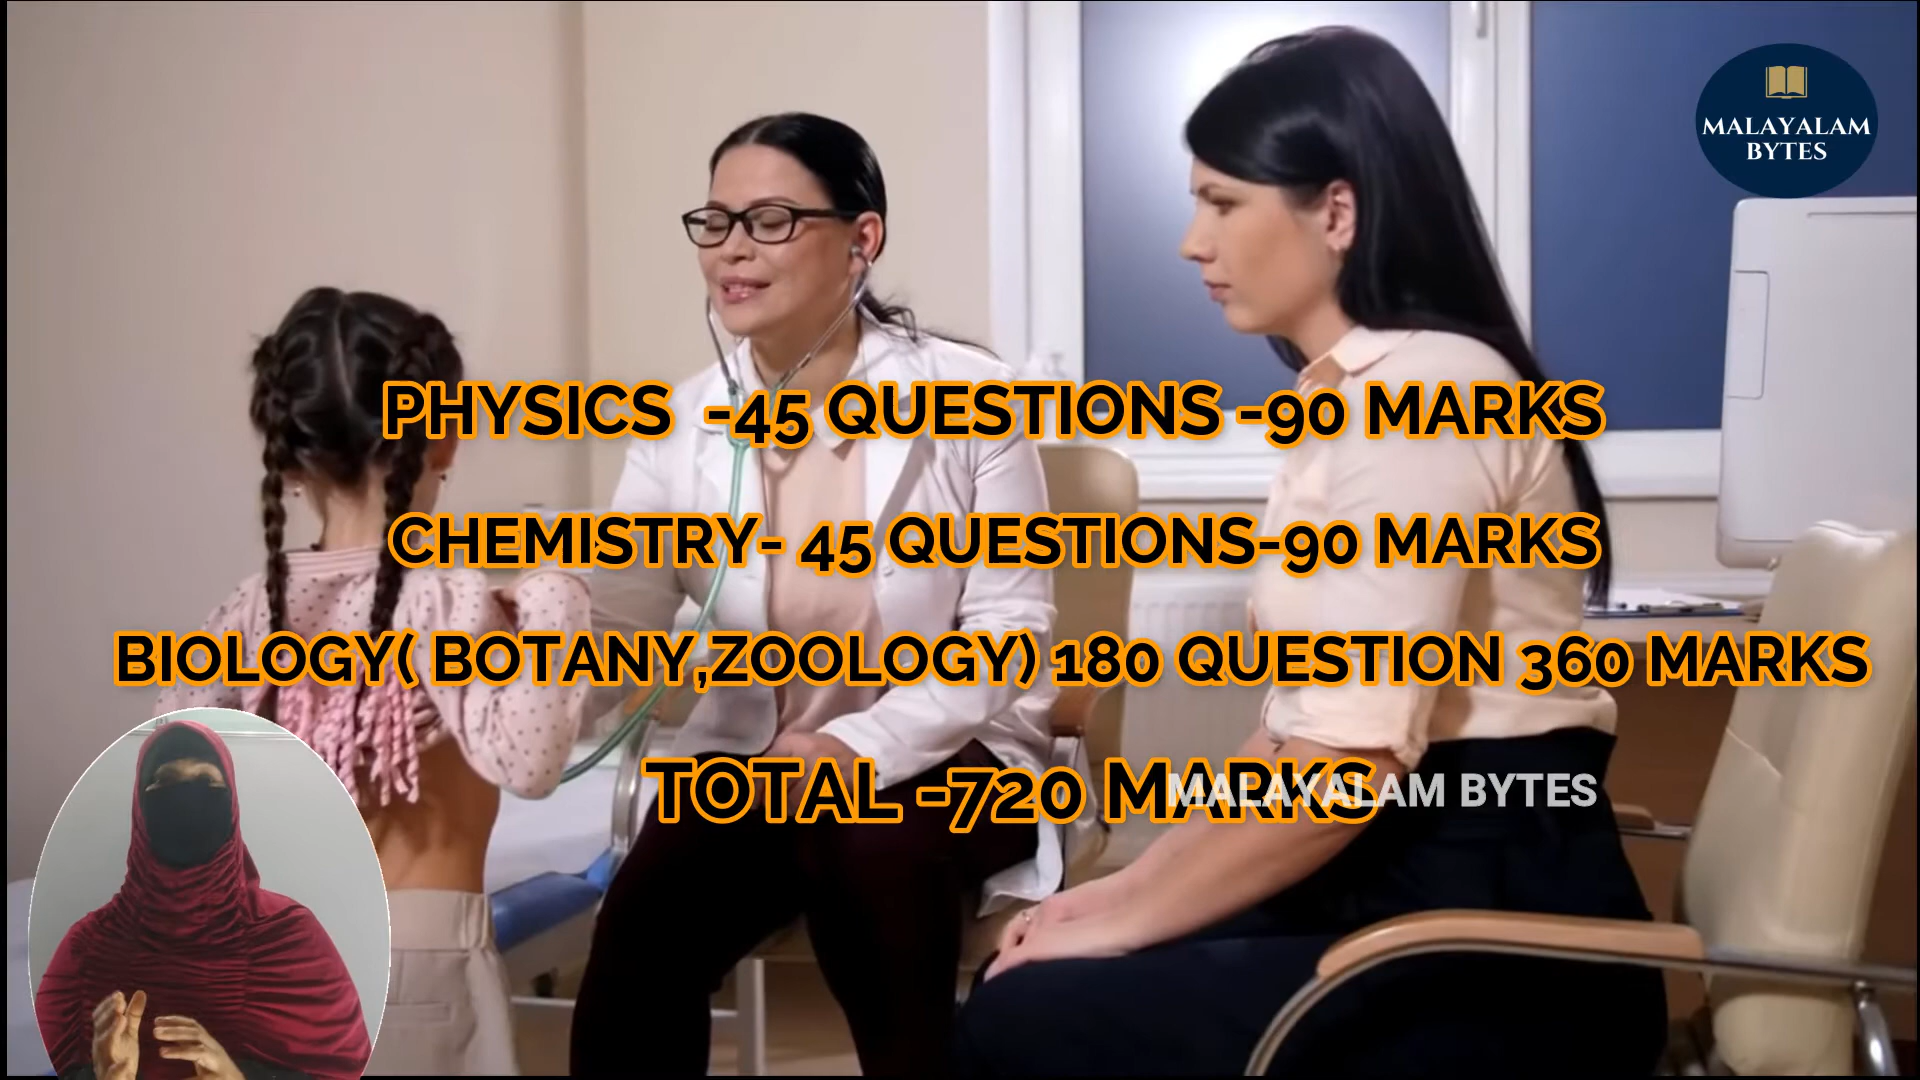 MALAYALAM
BYTES
PHYSICS -45 QUESTIONS -90 MARKS
CHEMISTRY- 45 QUESTIONS-90 MARKS
BIOLOGY( BOTANY,ZOOLOGY) 180 QUESTION 360 MARKS
TOTAL -720 MARKS
MALAYALAM BYTES